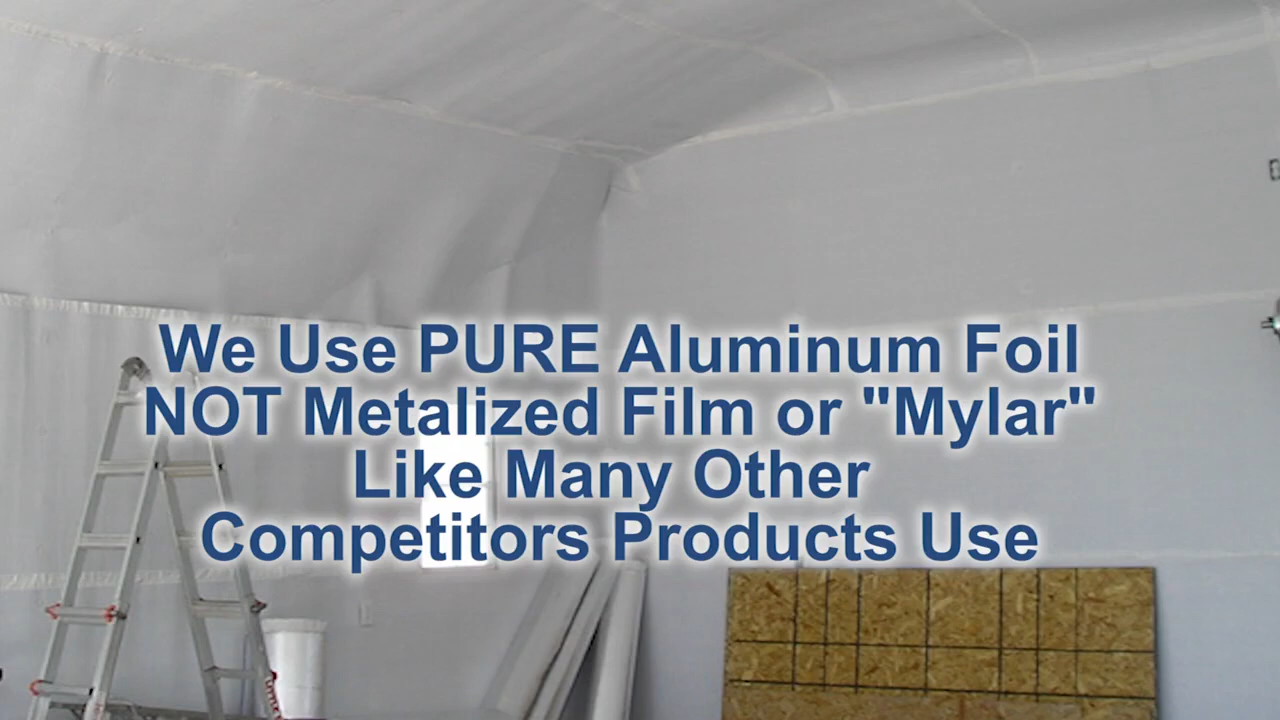 We Use PURE Aluminum Foil
NOT Metalized Film or "Mylar"
Like Many Other
Competitors Products Use